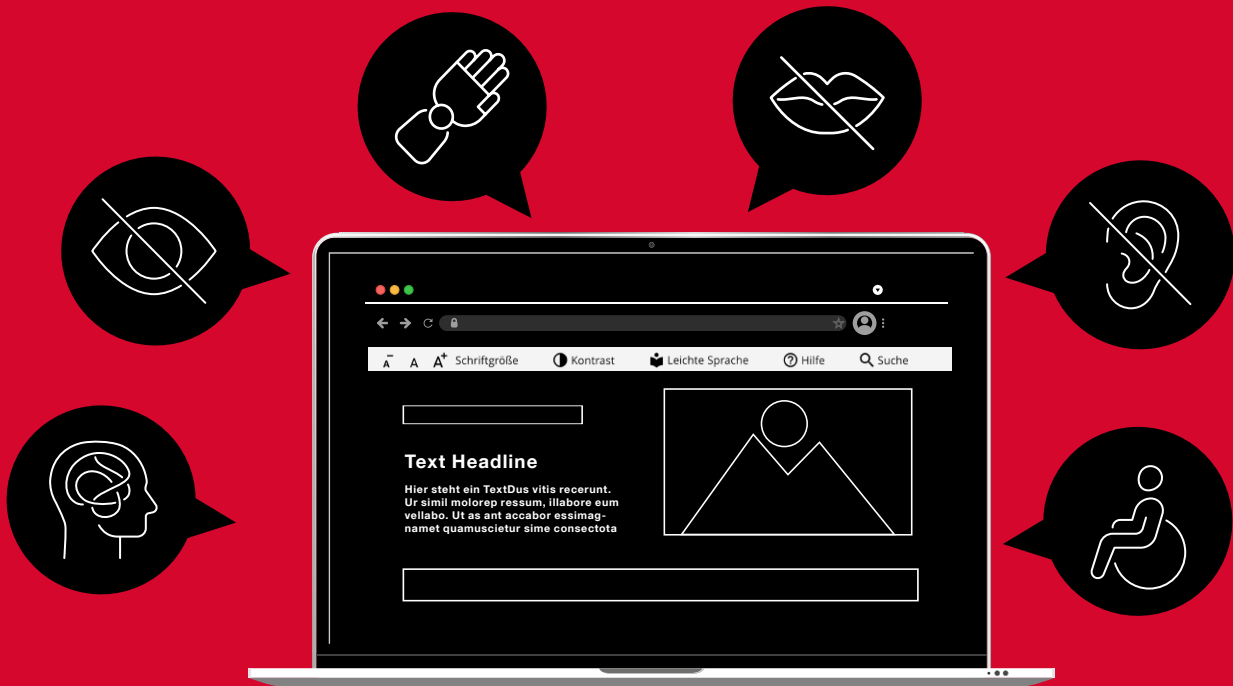 A- A A+ Schriftgröße Kontrast Leichte Sprache ? Hilfe Suche
Text Headline
Hier steht ein TextDus vitis recerunt.
Ur simil molorep ressum, illabore eum
vellabo. Ut as ant accabor essimag-
namet quamuscietur sime consectota